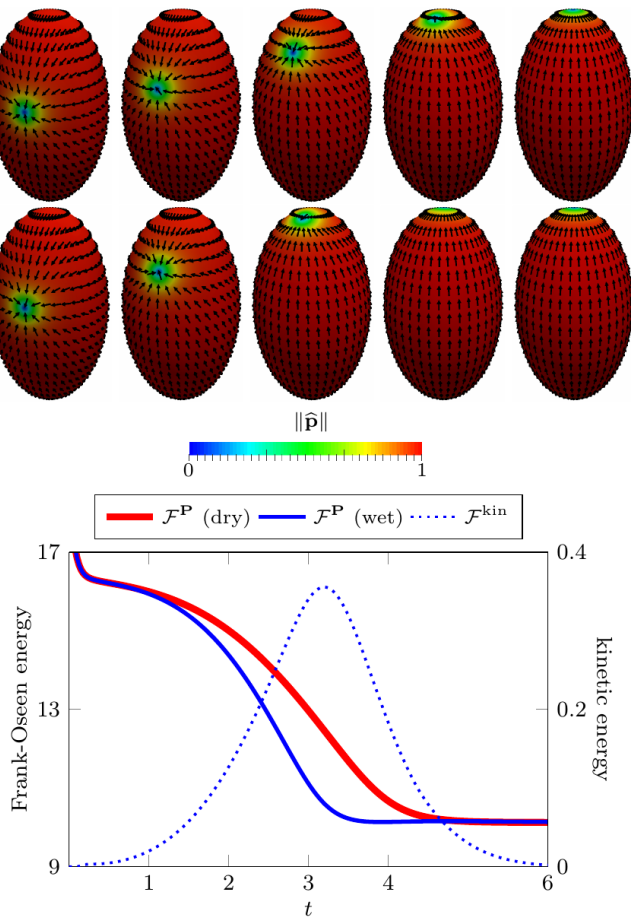 ‖p̂‖
0 1
𝓕^𝐏 (dry) 𝓕^𝐏 (wet) 𝓕^kin
17 0.4
13 0.2
9 0
1 2 3 4 6
t
Frank-Oseen energy
kinetic energy